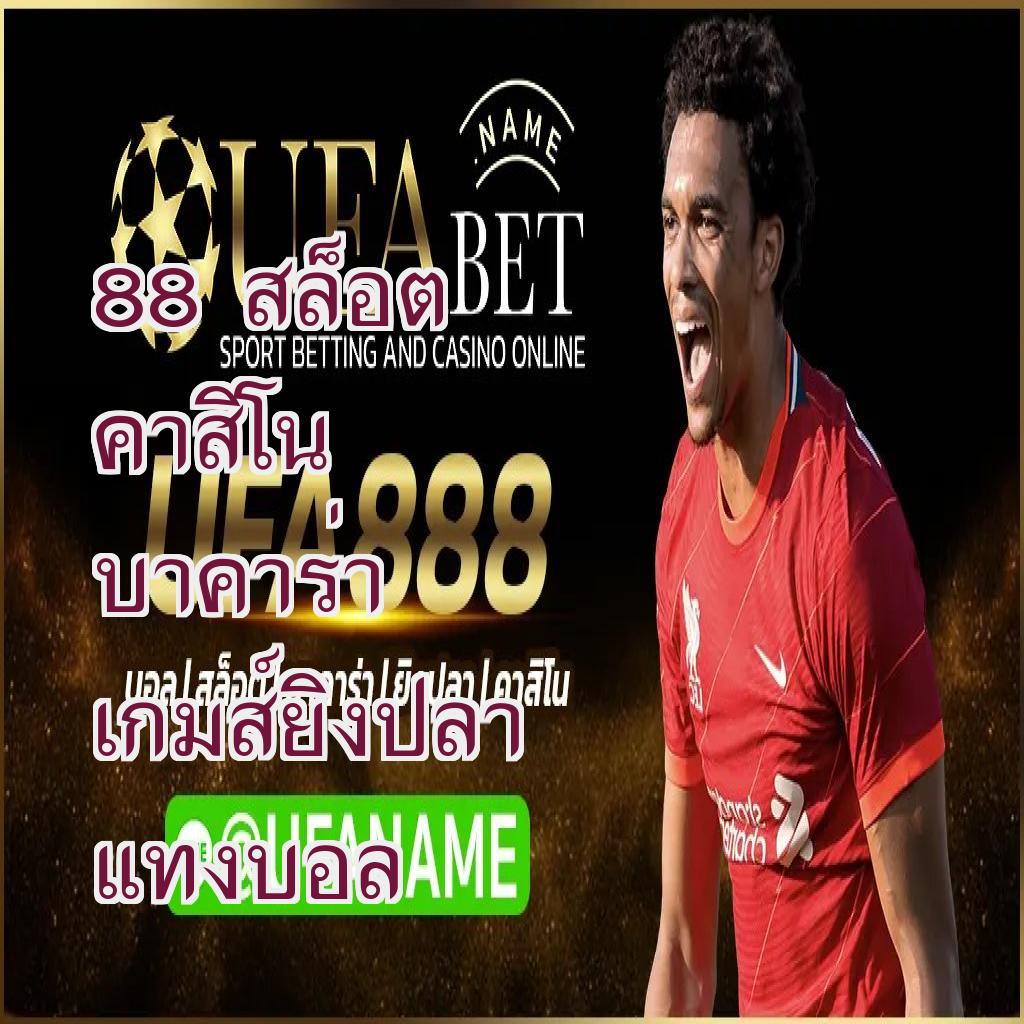 .NAME
UFABET
SPORT BETTING AND CASINO ONLINE
88 สล็อต
คาสิโน
UFA888
บาคาร่า
เกมส์ยิงปลา
@UFANAME
แทงบอล